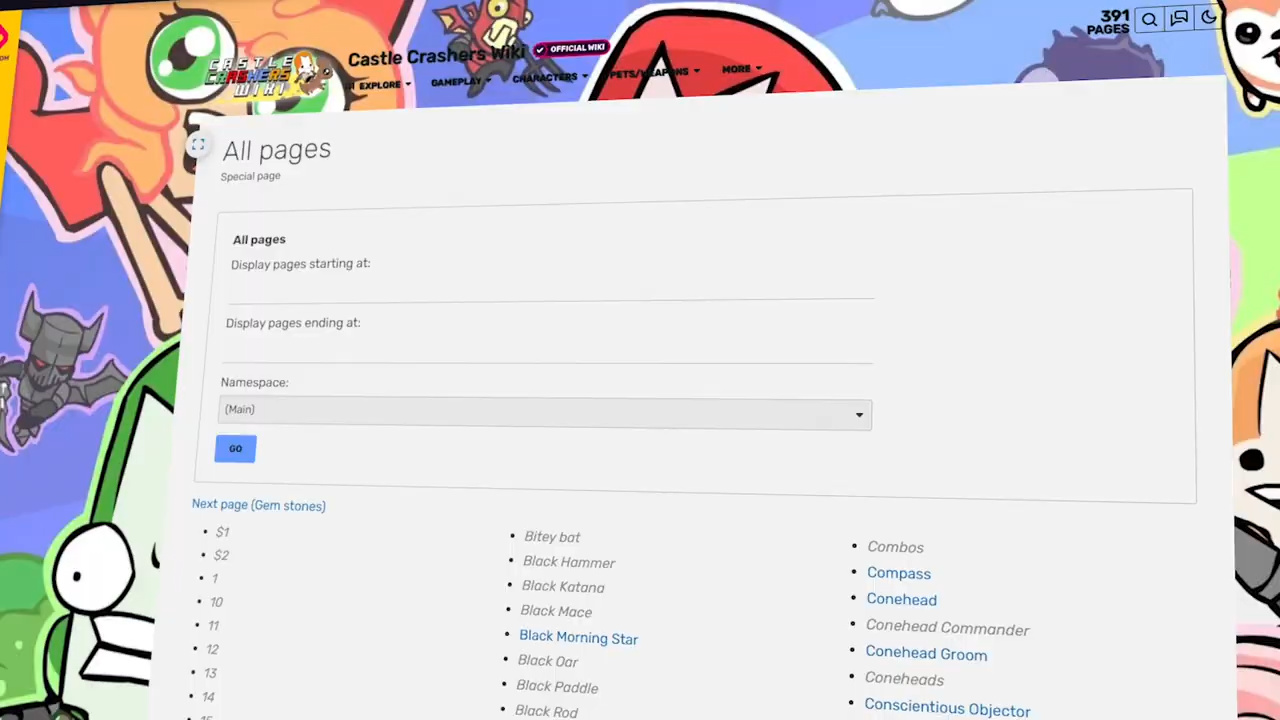 391
PAGES
CASTLE
CRASHERS
WIKI
Castle Crashers Wiki
OFFICIAL WIKI
EXPLORE
GAMEPLAY
CHARACTERS
PETS/WEAPONS
MORE
All pages
Special page
All pages
Display pages starting at:
Display pages ending at:
Namespace:
(Main)
GO
Next page (Gem stones)
$1
$2
1
10
11
12
13
14
15
Bitey bat
Black Hammer
Black Katana
Black Mace
Black Morning Star
Black Oar
Black Paddle
Black Rod
Combos
Compass
Conehead
Conehead Commander
Conehead Groom
Coneheads
Conscientious Objector